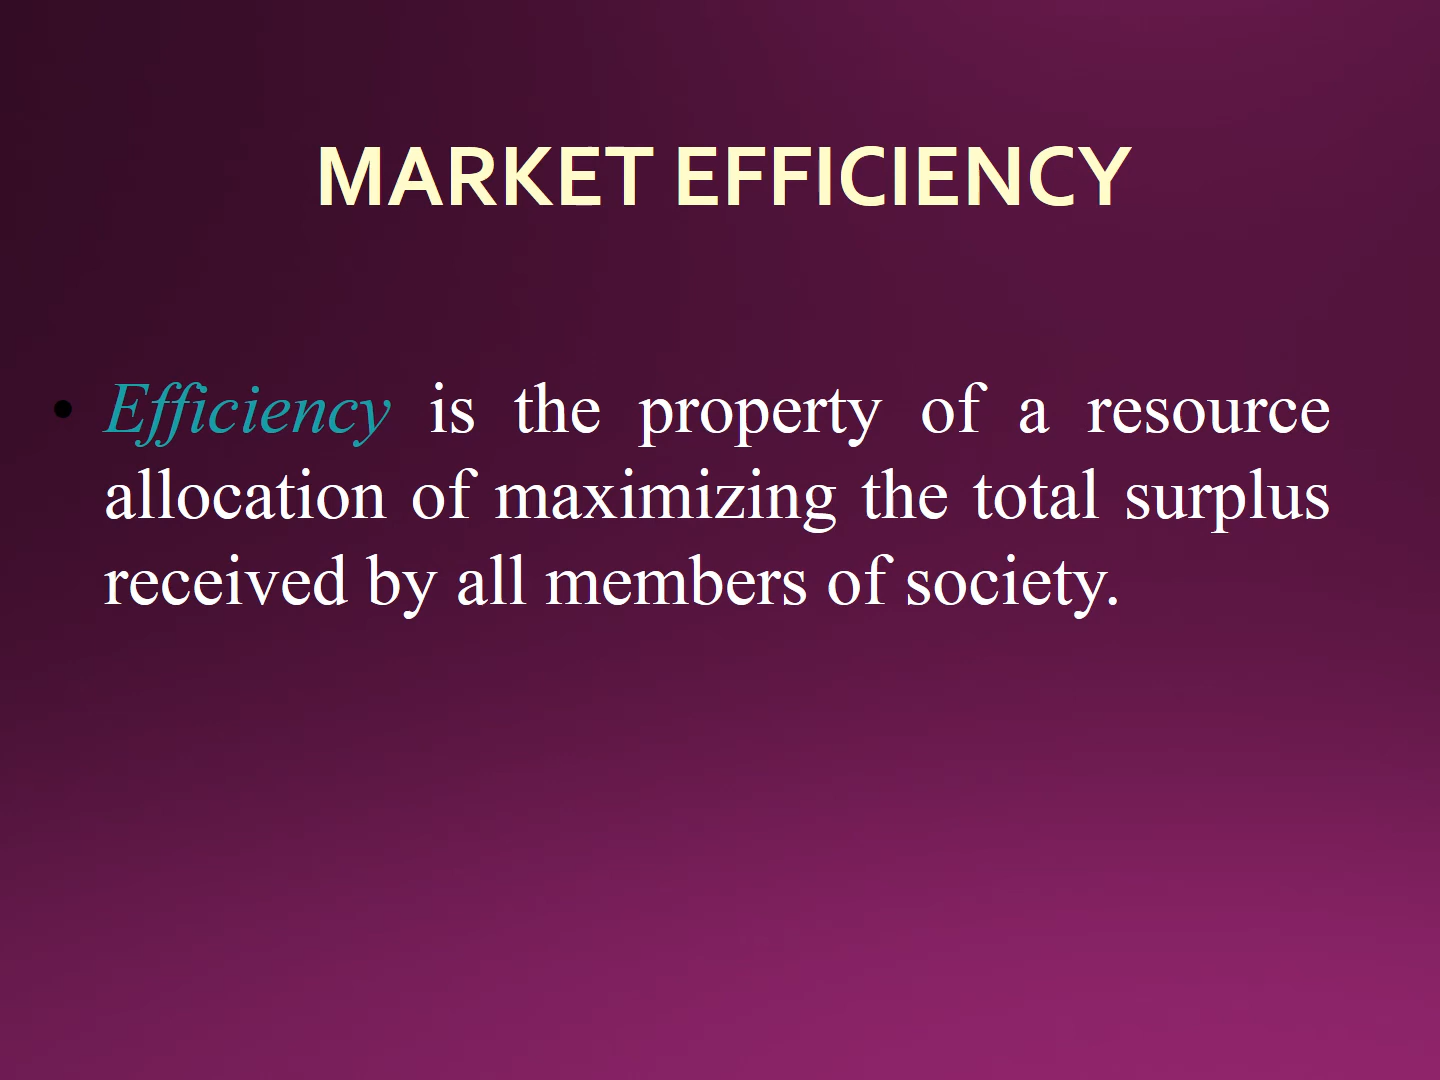 MARKET EFFICIENCY
• Efficiency is the property of a resource
allocation of maximizing the total surplus
received by all members of society.